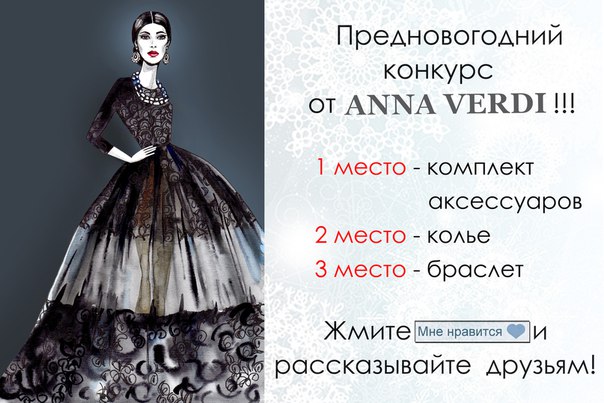 Предновогодний
конкурс
от ANNA VERDI !!!
1 место - комплект
аксессуаров
2 место - колье
3 место - браслет
Жмите Мне нравится и
рассказывайте друзьям!